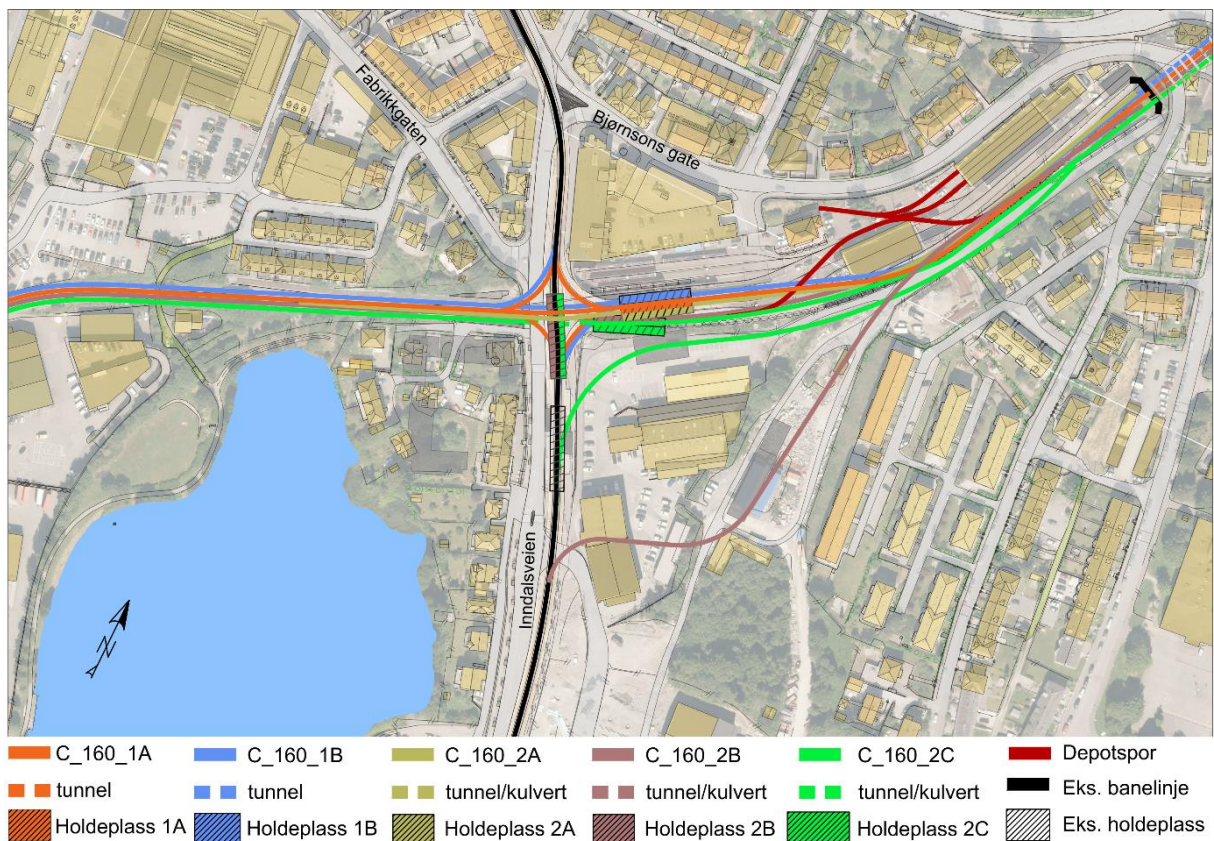 Fabrikkgaten
Bjørnsons gate
Inndalsveien
N
C_160_1A
C_160_1B
C_160_2A
C_160_2B
C_160_2C
Depotspor
tunnel
tunnel
tunnel/kulvert
tunnel/kulvert
tunnel/kulvert
Eks. banelinje
Holdeplass 1A
Holdeplass 1B
Holdeplass 2A
Holdeplass 2B
Holdeplass 2C
Eks. holdeplass